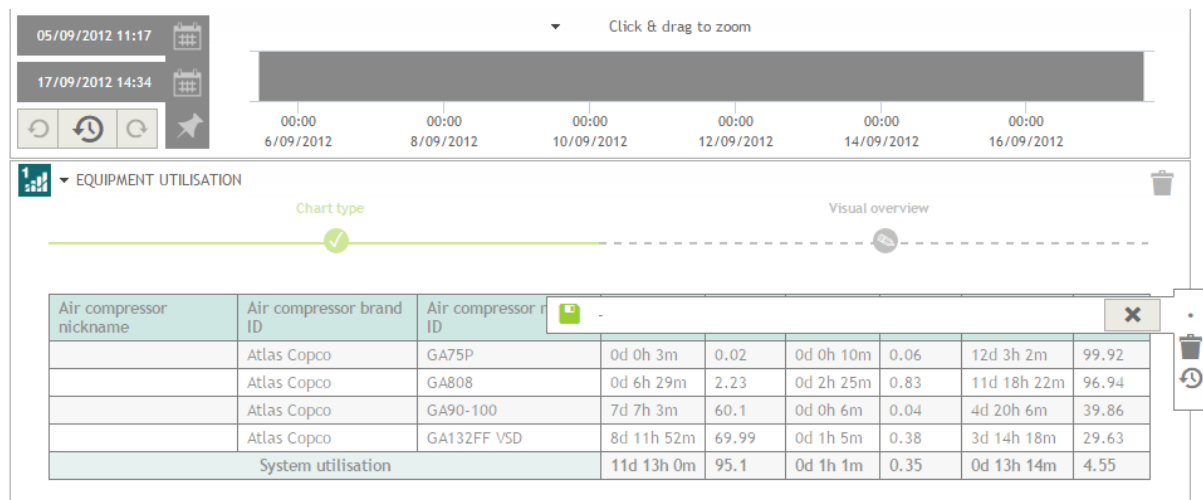 05/09/2012 11:17
Click & drag to zoom
17/09/2012 14:34
00:00 00:00 00:00 00:00 00:00 00:00
6/09/2012 8/09/2012 10/09/2012 12/09/2012 14/09/2012 16/09/2012
1 EQUIPMENT UTILISATION
Chart type Visual overview
Air compressor nickname Air compressor brand ID Air compressor ID
-
Atlas Copco GA75P 0d 0h 3m 0.02 0d 0h 10m 0.06 12d 3h 2m 99.92
Atlas Copco GA808 0d 6h 29m 2.23 0d 2h 25m 0.83 11d 18h 22m 96.94
Atlas Copco GA90-100 7d 7h 3m 60.1 0d 0h 6m 0.04 4d 20h 6m 39.86
Atlas Copco GA132FF VSD 8d 11h 52m 69.99 0d 1h 5m 0.38 3d 14h 18m 29.63
System utilisation 11d 13h 0m 95.1 0d 1h 1m 0.35 0d 13h 14m 4.55